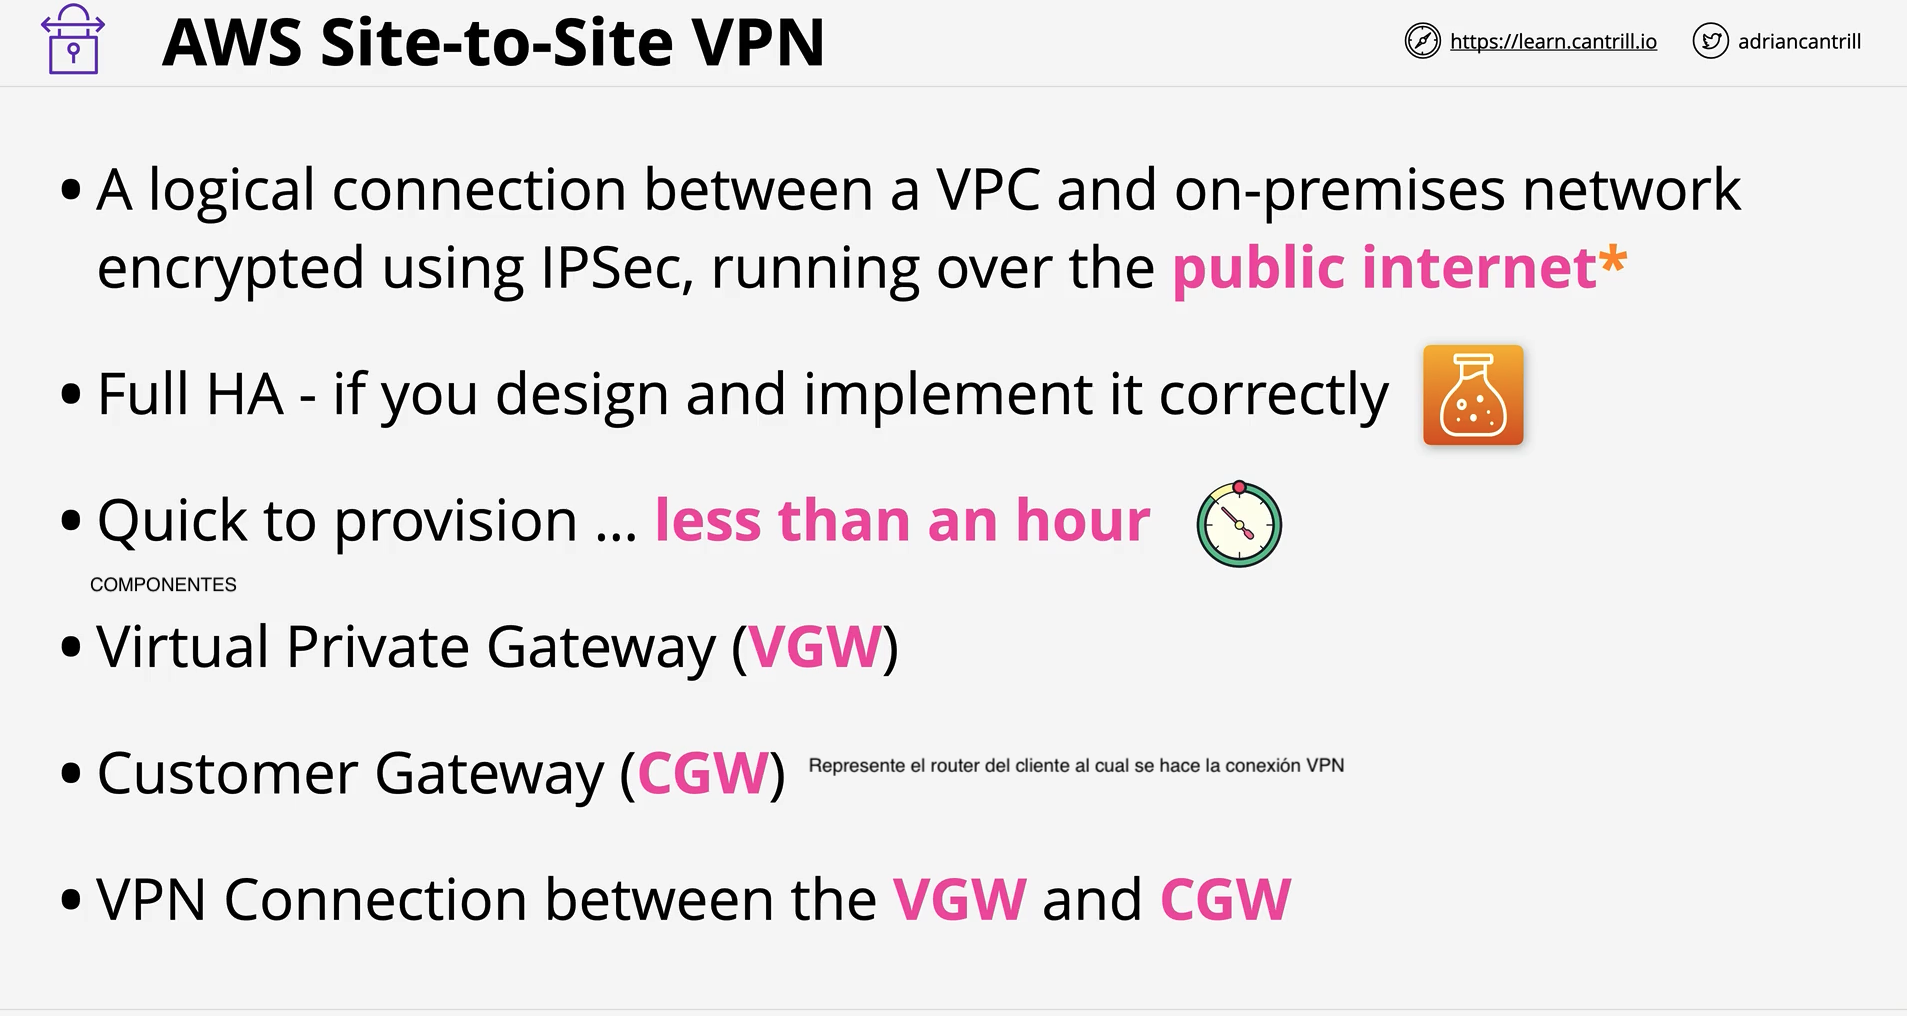 AWS Site-to-Site VPN
https://learn.cantrill.io
adriancantrill
• A logical connection between a VPC and on-premises network
encrypted using IPSec, running over the public internet*
• Full HA - if you design and implement it correctly
• Quick to provision ... less than an hour
COMPONENTES
• Virtual Private Gateway (VGW)
• Customer Gateway (CGW) Represente el router del cliente al cual se hace la conexión VPN
• VPN Connection between the VGW and CGW